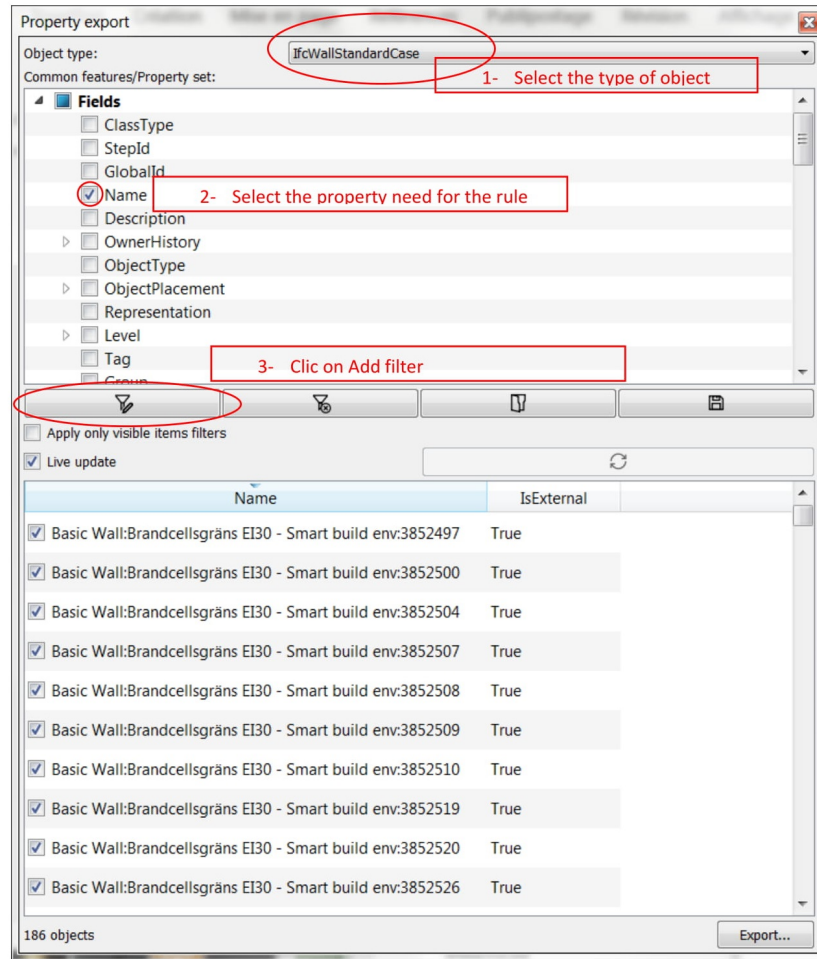 Property export
Object type: IfcWallStandardCase
1- Select the type of object
Common features/Property set:
Fields
ClassType
StepId
GlobalId
Name
2- Select the property need for the rule
Description
OwnerHistory
ObjectType
ObjectPlacement
Representation
Level
Tag
3- Clic on Add filter
Group
Apply only visible items filters
Live update
Name IsExternal
Basic Wall:Brandcellsgräns EI30 - Smart build env:3852497 True
Basic Wall:Brandcellsgräns EI30 - Smart build env:3852500 True
Basic Wall:Brandcellsgräns EI30 - Smart build env:3852504 True
Basic Wall:Brandcellsgräns EI30 - Smart build env:3852507 True
Basic Wall:Brandcellsgräns EI30 - Smart build env:3852508 True
Basic Wall:Brandcellsgräns EI30 - Smart build env:3852509 True
Basic Wall:Brandcellsgräns EI30 - Smart build env:3852510 True
Basic Wall:Brandcellsgräns EI30 - Smart build env:3852519 True
Basic Wall:Brandcellsgräns EI30 - Smart build env:3852520 True
Basic Wall:Brandcellsgräns EI30 - Smart build env:3852526 True
186 objects
Export...